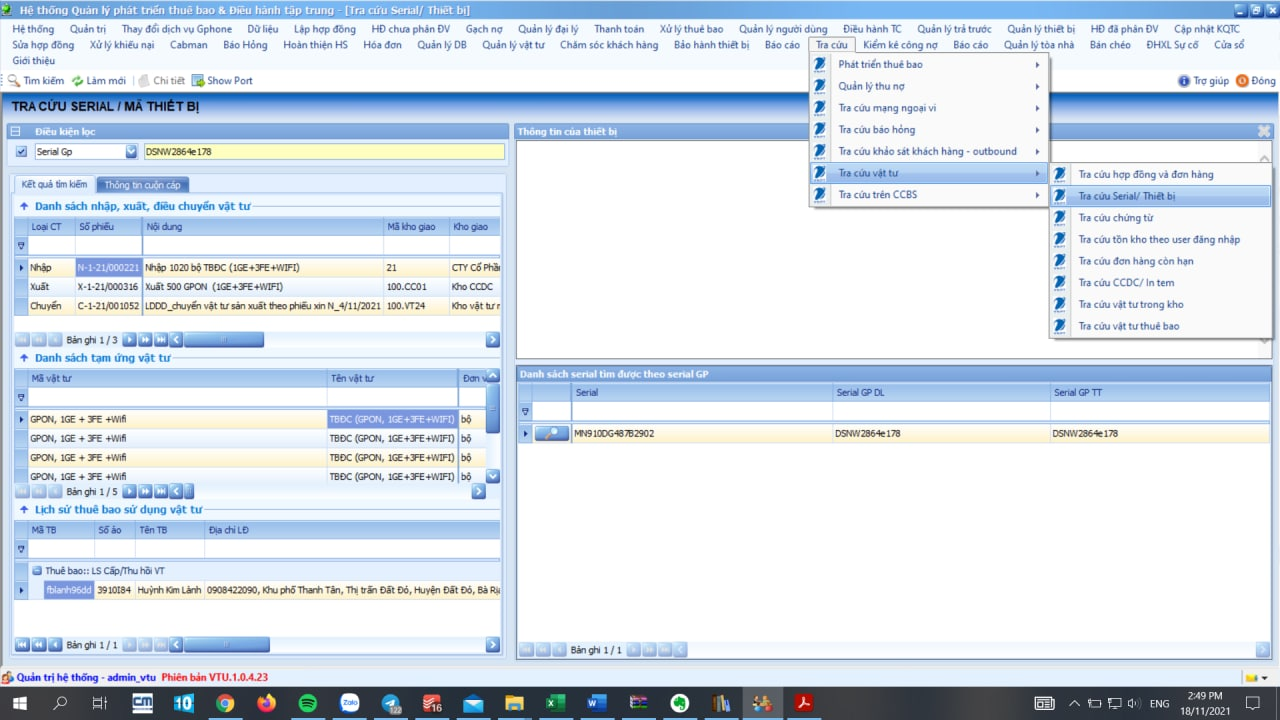 Hệ thống Quản lý phát triển thuê bao & Điều hành tập trung - [Tra cứu Serial/ Thiết bị]
Hệ thống Quản trị Thay đổi dịch vụ Gphone Dữ liệu Lập hợp đồng HĐ chưa phân ĐV Gạch nợ Quản lý đại lý Thanh toán Xử lý thuê bao Quản lý người dùng Điều hành TC Quản lý trả trước Quản lý thiết bị HĐ đã phân ĐV Cập nhật KQTC
Sửa hợp đồng Xử lý khiếu nại Cabman Báo Hỏng Hoàn thiện HS Hóa đơn Quản lý DB Quản lý vật tư Chăm sóc khách hàng Bảo hành thiết bị Báo cáo Tra cứu Kiểm kê công nợ Báo cáo Quản lý tòa nhà Bán chéo ĐHXL Sự cố Cửa sổ
Giới thiệu
Tìm kiếm Làm mới Chi tiết Show Port Trợ giúp Đóng
TRA CỨU SERIAL / MÃ THIẾT BỊ
Điều kiện lọc
Serial Gp DSNW2864e178
Kết quả tìm kiếm Thông tin cuộn cáp
Danh sách nhập, xuất, điều chuyển vật tư
Loại CT Số phiếu Nội dung Mã kho giao Kho giao
Nhập N-1-21/000221 Nhập 1020 bộ TBĐC (1GE+3FE+WIFI) 21 CTY Cổ Phần
Xuất X-1-21/000316 Xuất 500 GPON (1GE+3FE+WIFI) 100.CC01 Kho CCDC
Chuyển C-1-21/001052 LDDD_chuyển vật tư sản xuất theo phiếu xin N_4/1/2021 100.VT24 Kho vật tư
Bản ghi 1 / 3
Danh sách tạm ứng vật tư
Mã vật tư Tên vật tư Đơn
GPON, 1GE + 3FE +Wifi TBĐC (GPON, 1GE+3FE+WIFI) bộ
GPON, 1GE + 3FE +Wifi TBĐC (GPON, 1GE+3FE+WIFI) bộ
GPON, 1GE + 3FE +Wifi TBĐC (GPON, 1GE+3FE+WIFI) bộ
GPON, 1GE + 3FE +Wifi TBĐC (GPON, 1GE+3FE+WIFI) bộ
Bản ghi 1 / 5
Lịch sử thuê bao sử dụng vật tư
Mã TB Số ảo Tên TB Địa chỉ LĐ
Thuê bao:: LS Cấp/Thu hồi VT
fblanh96dd 3910I84 Huỳnh Kim Lành 0908422090, Khu phố Thanh Tân, Thị trấn Đất Đỏ, Huyện Đất Đỏ, Bà Rịa
Bản ghi 1 / 1
Thông tin của thiết bị
Phát triển thuê bao
Quản lý thu nợ
Tra cứu mạng ngoại vi
Tra cứu báo hỏng
Tra cứu khảo sát khách hàng - outbound
Tra cứu vật tư
Tra cứu trên CCBS
Tra cứu hợp đồng và đơn hàng
Tra cứu Serial/ Thiết bị
Tra cứu chứng từ
Tra cứu tồn kho theo user đăng nhập
Tra cứu đơn hàng còn hạn
Tra cứu CCDC/ In tem
Tra cứu vật tư trong kho
Tra cứu vật tư thuê bao
Danh sách serial tìm được theo serial GP
Serial Serial GP DL Serial GP TT
MN910DG487B2902 DSNW2864e178 DSNW2864e178
Bản ghi 1 / 1
Quản trị hệ thống - admin_vtu Phiên bản VTU.1.0.4.23
ENG
2:49 PM
18/11/2021